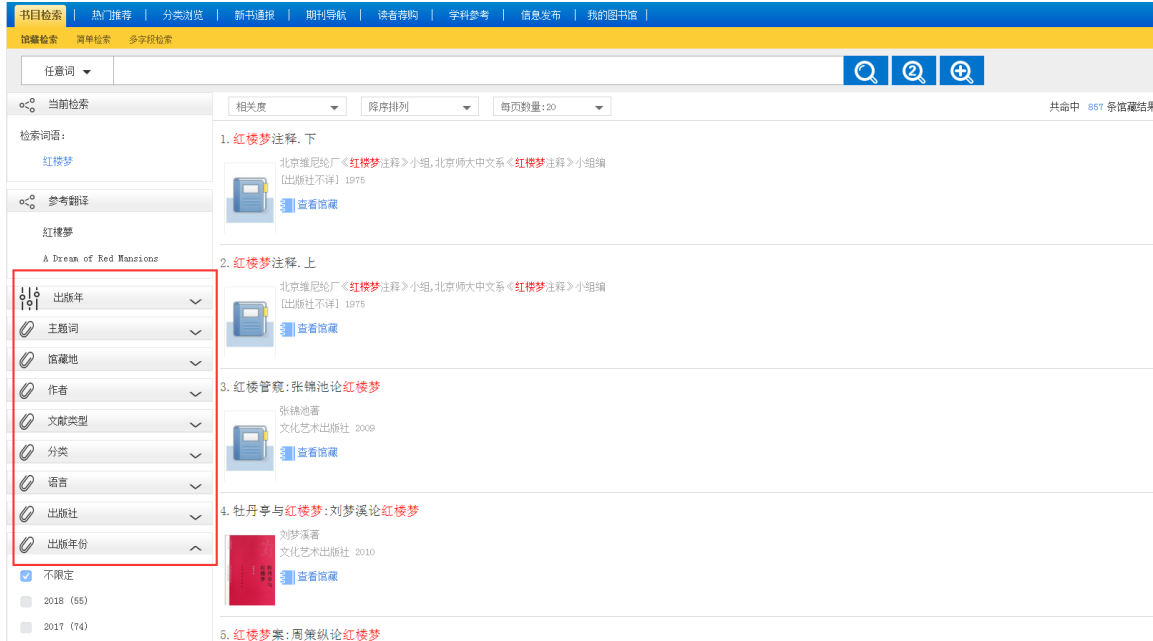 书目检索 | 热门推荐 | 分类浏览 | 新书通报 | 期刊导航 | 读者荐购 | 学科参考 | 信息发布 | 我的图书馆 |
馆藏检索 简单检索 多字段检索
任意词
当前检索
相关度 降序排列 每页数量:20 共命中 857 条馆藏结果
检索词语:
红楼梦
参考翻译
紅樓夢
A Dream of Red Mansions
出版年
主题词
馆藏地
作者
文献类型
分类
语言
出版社
出版年份
不限定
2018 (55)
2017 (74)
1. 红楼梦注释. 下
北京维尼纶厂《红楼梦注释》小组,北京师大中文系《红楼梦注释》小组编
[出版社不详] 1975
查看馆藏
2. 红楼梦注释. 上
北京维尼纶厂《红楼梦注释》小组,北京师大中文系《红楼梦注释》小组编
[出版社不详] 1975
查看馆藏
3. 红楼管窥:张锦池论红楼梦
张锦池著
文化艺术出版社 2009
查看馆藏
4. 牡丹亭与红楼梦:刘梦溪论红楼梦
刘梦溪著
文化艺术出版社 2010
查看馆藏
5. 红楼梦案:周策纵论红楼梦